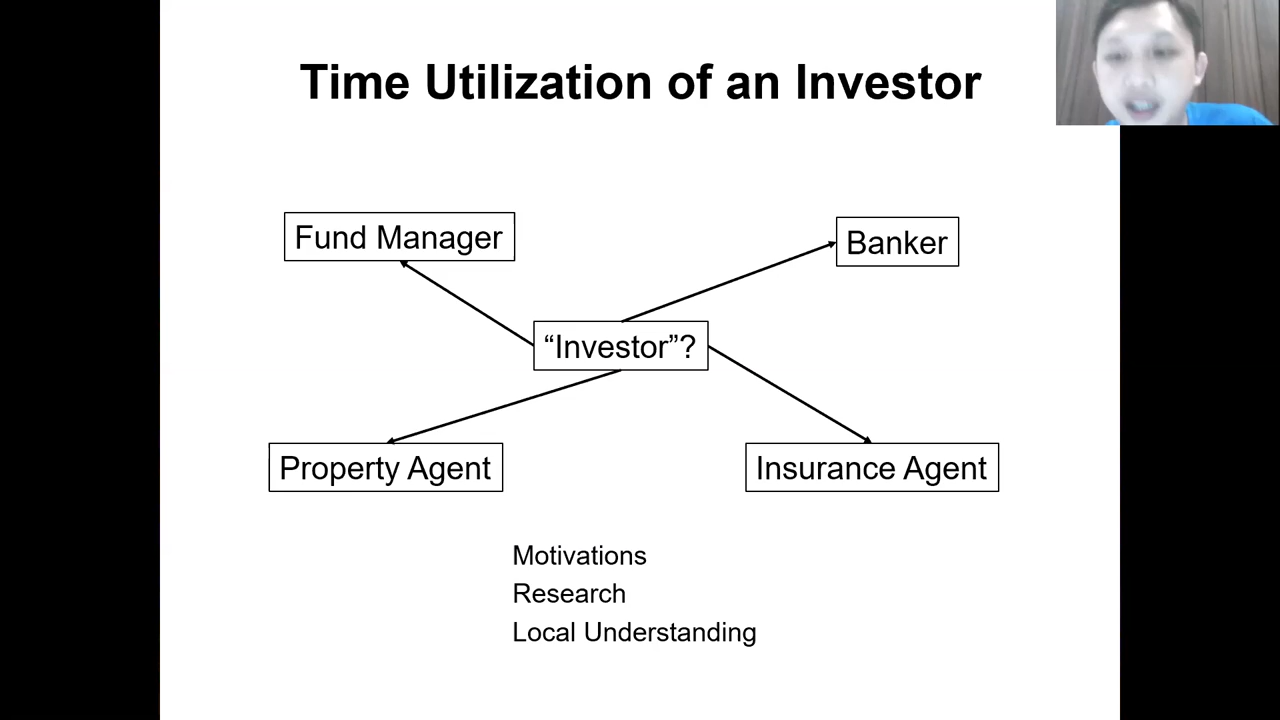 Time Utilization of an Investor
Fund Manager
Banker
“Investor”?
Property Agent
Insurance Agent
Motivations
Research
Local Understanding